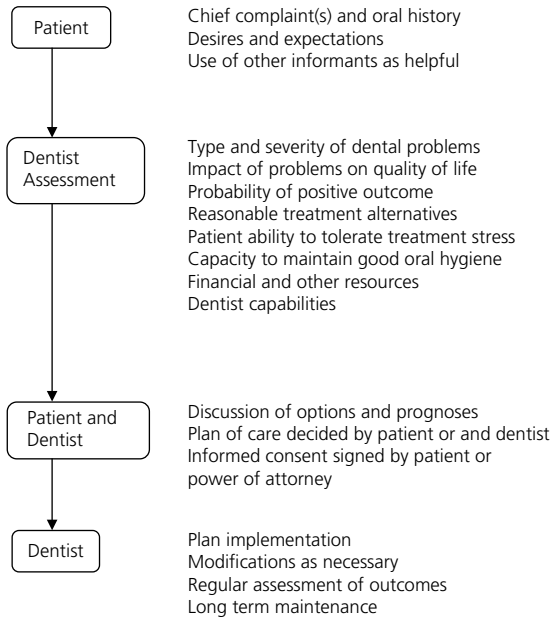 Patient
Chief complaint(s) and oral history
Desires and expectations
Use of other informants as helpful
Dentist
Assessment
Type and severity of dental problems
Impact of problems on quality of life
Probability of positive outcome
Reasonable treatment alternatives
Patient ability to tolerate treatment stress
Capacity to maintain good oral hygiene
Financial and other resources
Dentist capabilities
Patient and
Dentist
Discussion of options and prognoses
Plan of care decided by patient or and dentist
Informed consent signed by patient or
power of attorney
Dentist
Plan implementation
Modifications as necessary
Regular assessment of outcomes
Long term maintenance